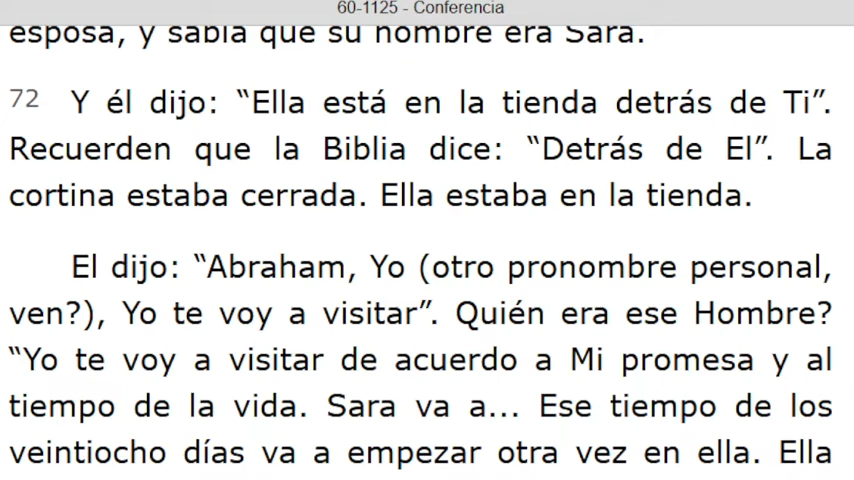 60-1125 - Conferencia
esposa, y sabía que su nombre era Sara.
72 Y él dijo: “Ella está en la tienda detrás de Ti”.
Recuerden que la Biblia dice: “Detrás de El”. La
cortina estaba cerrada. Ella estaba en la tienda.
El dijo: “Abraham, Yo (otro pronombre personal,
ven?), Yo te voy a visitar”. Quién era ese Hombre?
“Yo te voy a visitar de acuerdo a Mi promesa y al
tiempo de la vida. Sara va a... Ese tiempo de los
veintiocho días va a empezar otra vez en ella. Ella